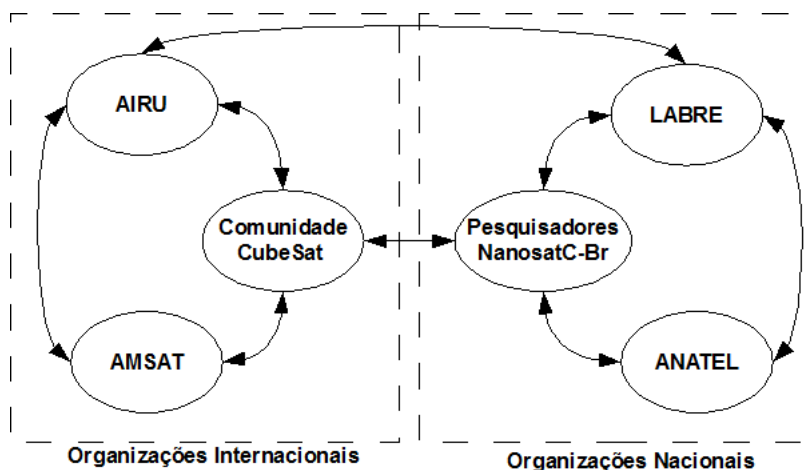 AIRU
LABRE
Comunidade
CubeSat
Pesquisadores
NanosatC-Br
AMSAT
ANATEL
Organizações Internacionais
Organizações Nacionais